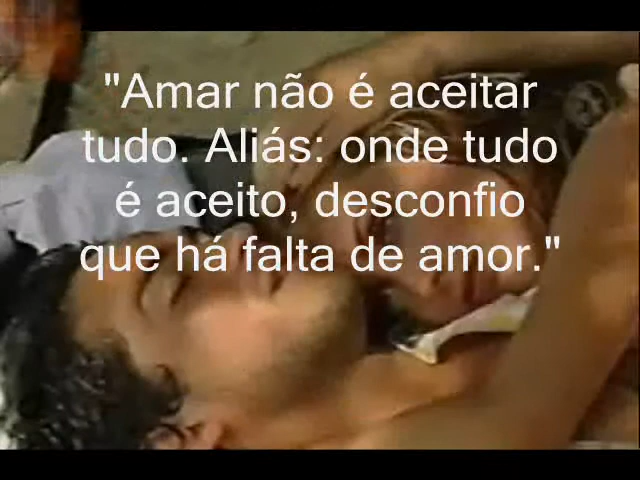 "Amar não é aceitar
tudo. Aliás: onde tudo
é aceito, desconfio
que há falta de amor."